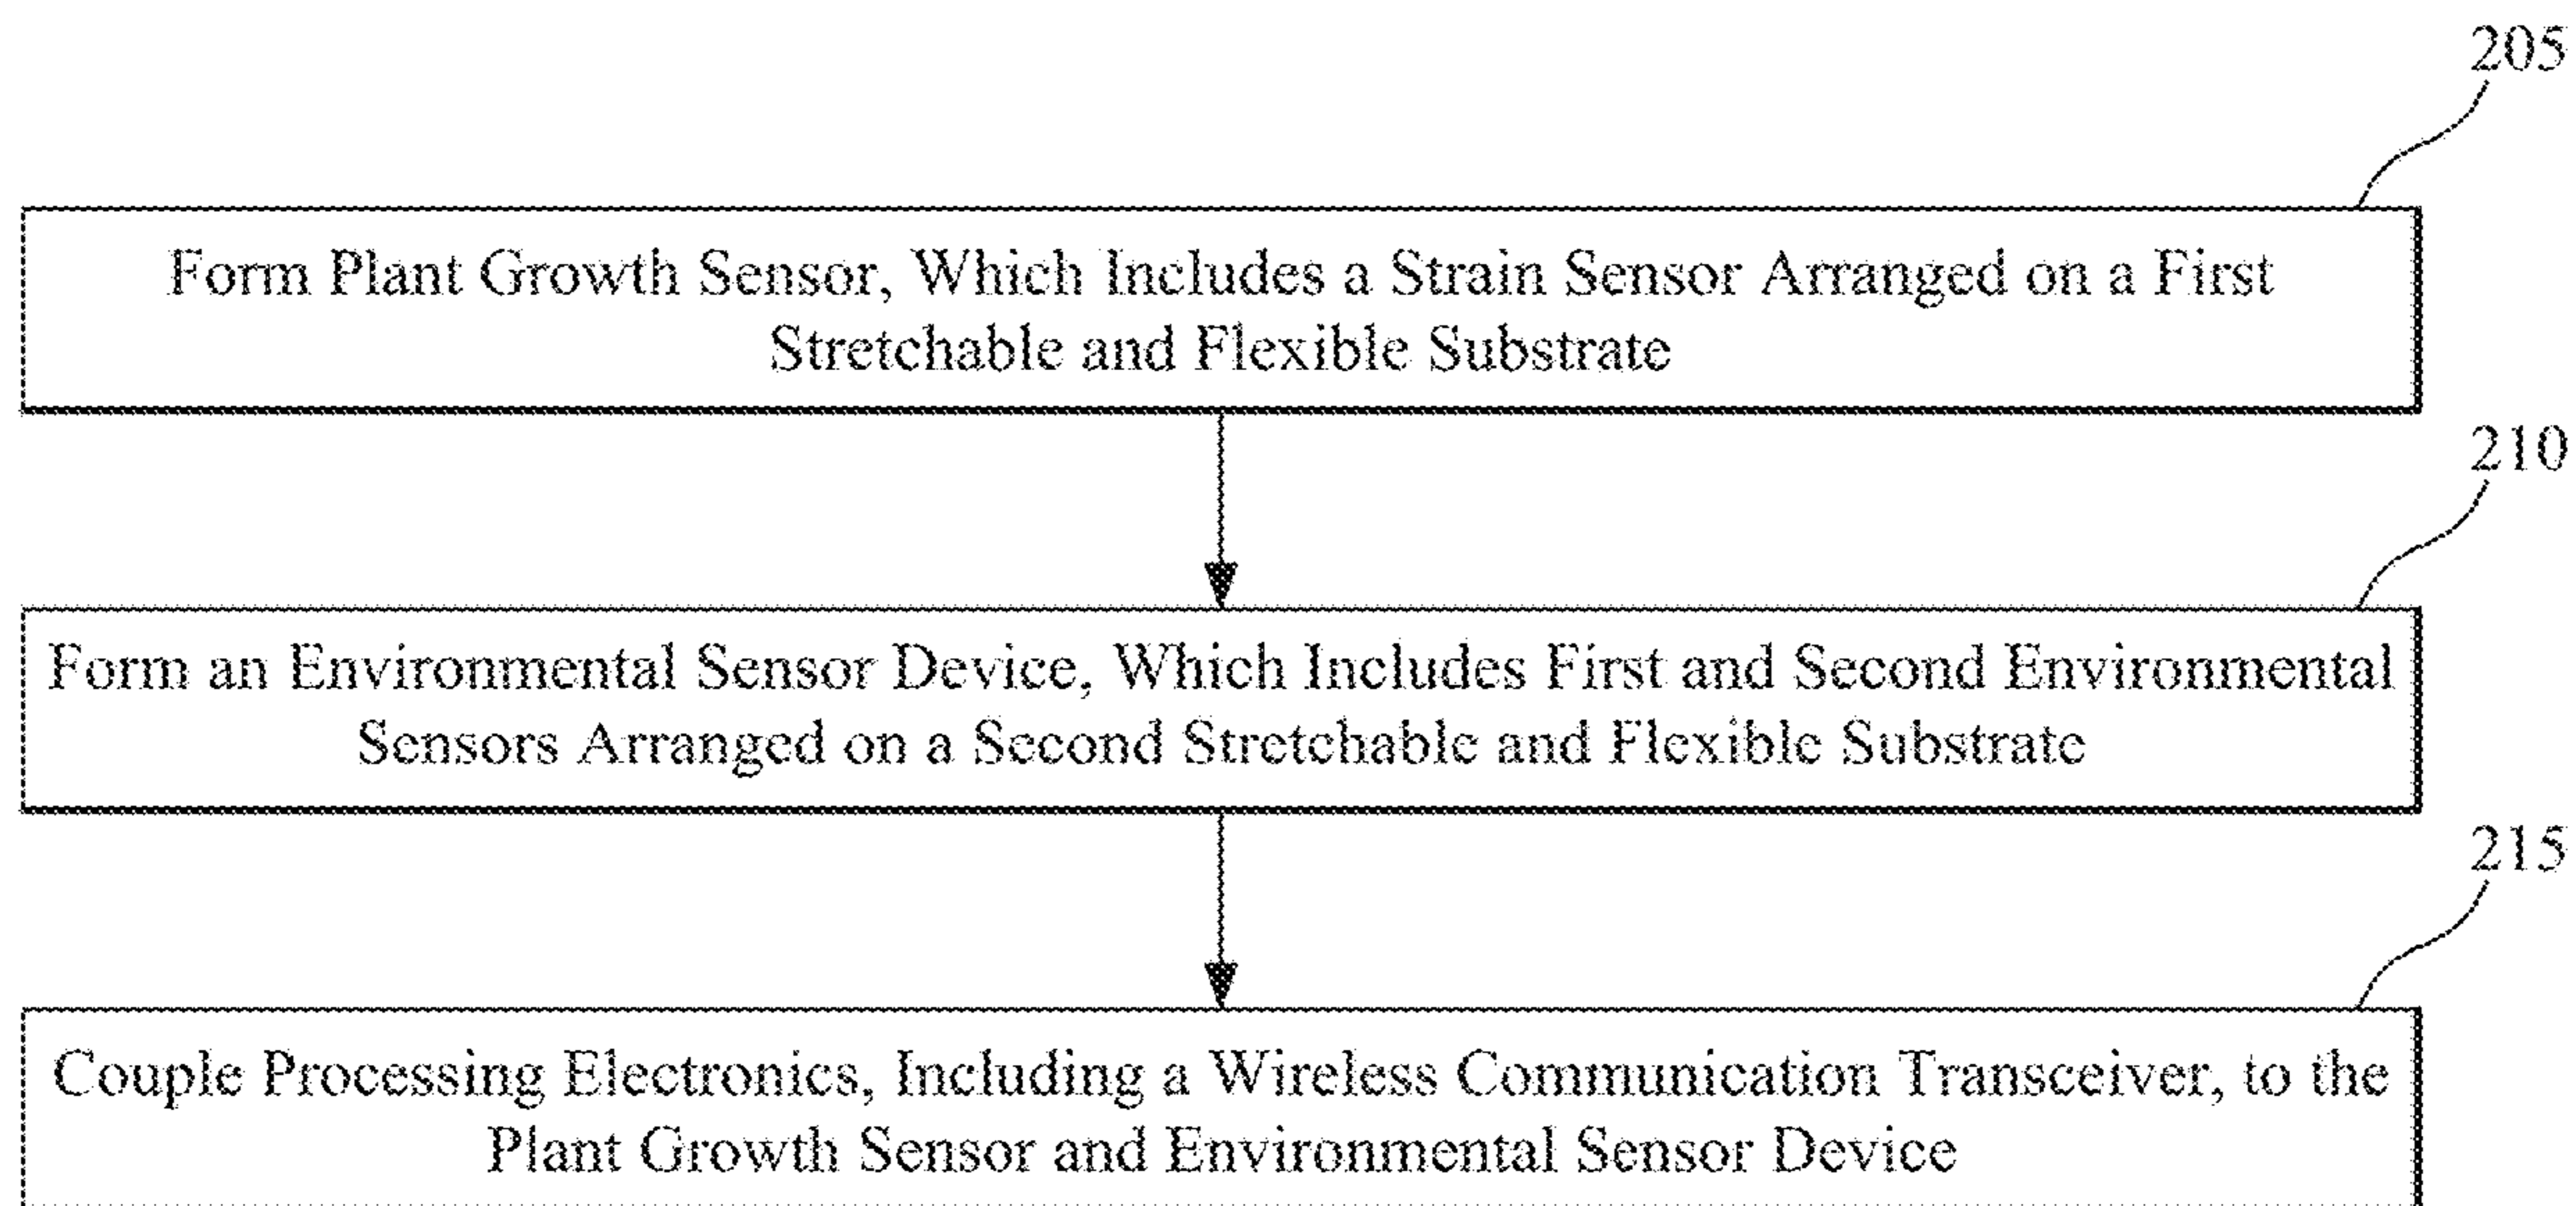 205
Form Plant Growth Sensor, Which Includes a Strain Sensor Arranged on a First
Stretchable and Flexible Substrate
210
Form an Environmental Sensor Device, Which Includes First and Second Environmental
Sensors Arranged on a Second Stretchable and Flexible Substrate
215
Couple Processing Electronics, Including a Wireless Communication Transceiver, to the
Plant Growth Sensor and Environmental Sensor Device